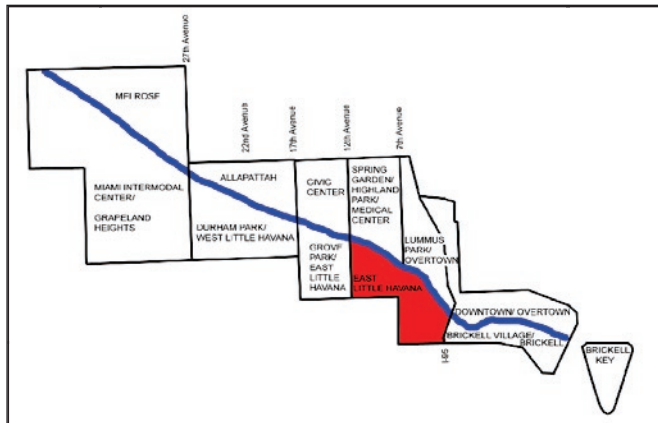 27th Avenue
MELROSE
22nd Avenue
17th Avenue
12th Avenue
7th Avenue
ALLAPATTAH
CIVIC
CENTER
SPRING
GARDEN/
HIGHLAND
PARK/
MEDICAL
CENTER
MIAMI INTERMODAL
CENTER/
GRAPELAND
HEIGHTS
DURHAM PARK/
WEST LITTLE HAVANA
GROVE
PARK/
EAST
LITTLE
HAVANA
LUMMUS
PARK/
OVERTOWN
EAST
LITTLE HAVANA
DOWNTOWN/ OVERTOWN
BRICKELL VILLAGE/
BRICKELL
I-95
BRICKELL
KEY